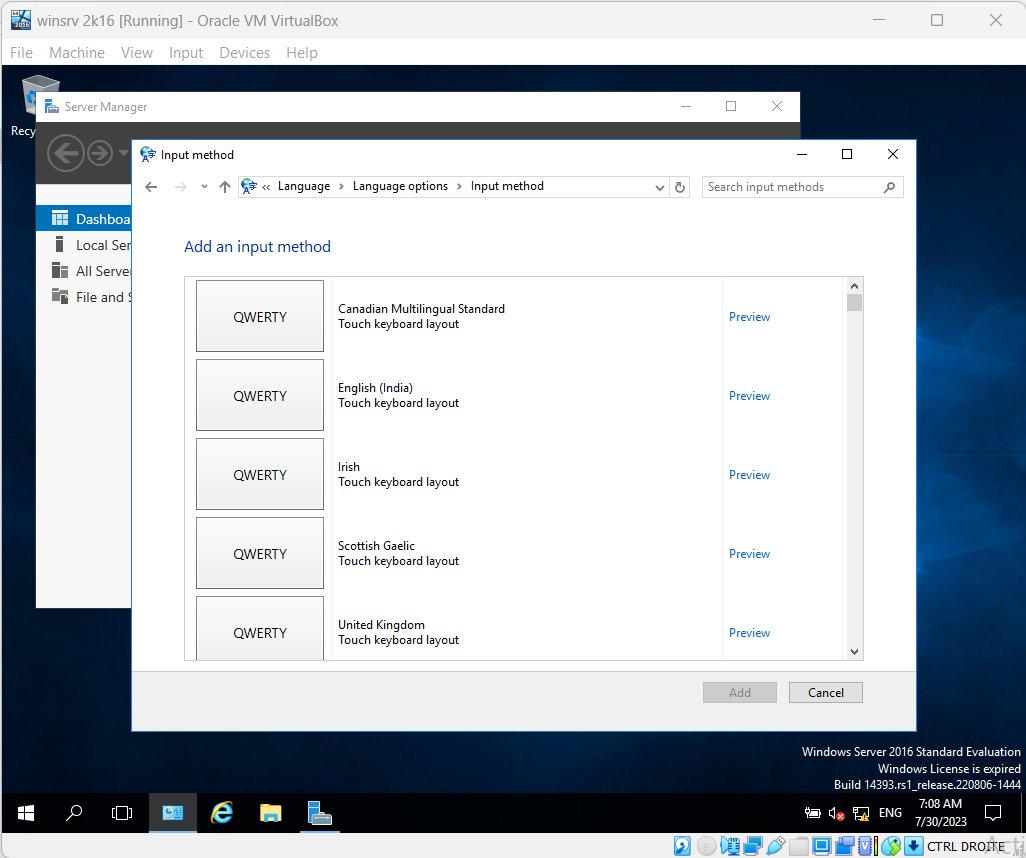 winsrv 2k16 [Running] - Oracle VM VirtualBox
File Machine View Input Devices Help
Server Manager
Input method
« Language > Language options > Input method
Search input methods
Dashboa
Local Ser
All Server
File and S
Add an input method
QWERTY
Canadian Multilingual Standard
Touch keyboard layout
Preview
QWERTY
English (India)
Touch keyboard layout
Preview
QWERTY
Irish
Touch keyboard layout
Preview
QWERTY
Scottish Gaelic
Touch keyboard layout
Preview
QWERTY
United Kingdom
Touch keyboard layout
Preview
Add
Cancel
Recy
Windows Server 2016 Standard Evaluation
Windows License is expired
Build 14393.rs1_release.220806-1444
ENG
7:08 AM
7/30/2023
CTRL DROITE
Acti